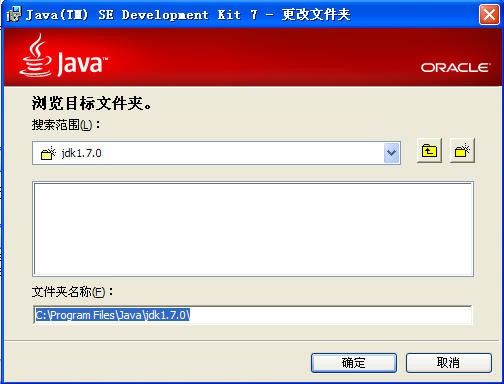 Java(TM) SE Development Kit 7 - 更改文件夹
Java™
ORACLE
浏览目标文件夹。
搜索范围(L)：
jdk1.7.0
文件夹名称(F)：
C:\Program Files\Java\jdk1.7.0\
确定
取消